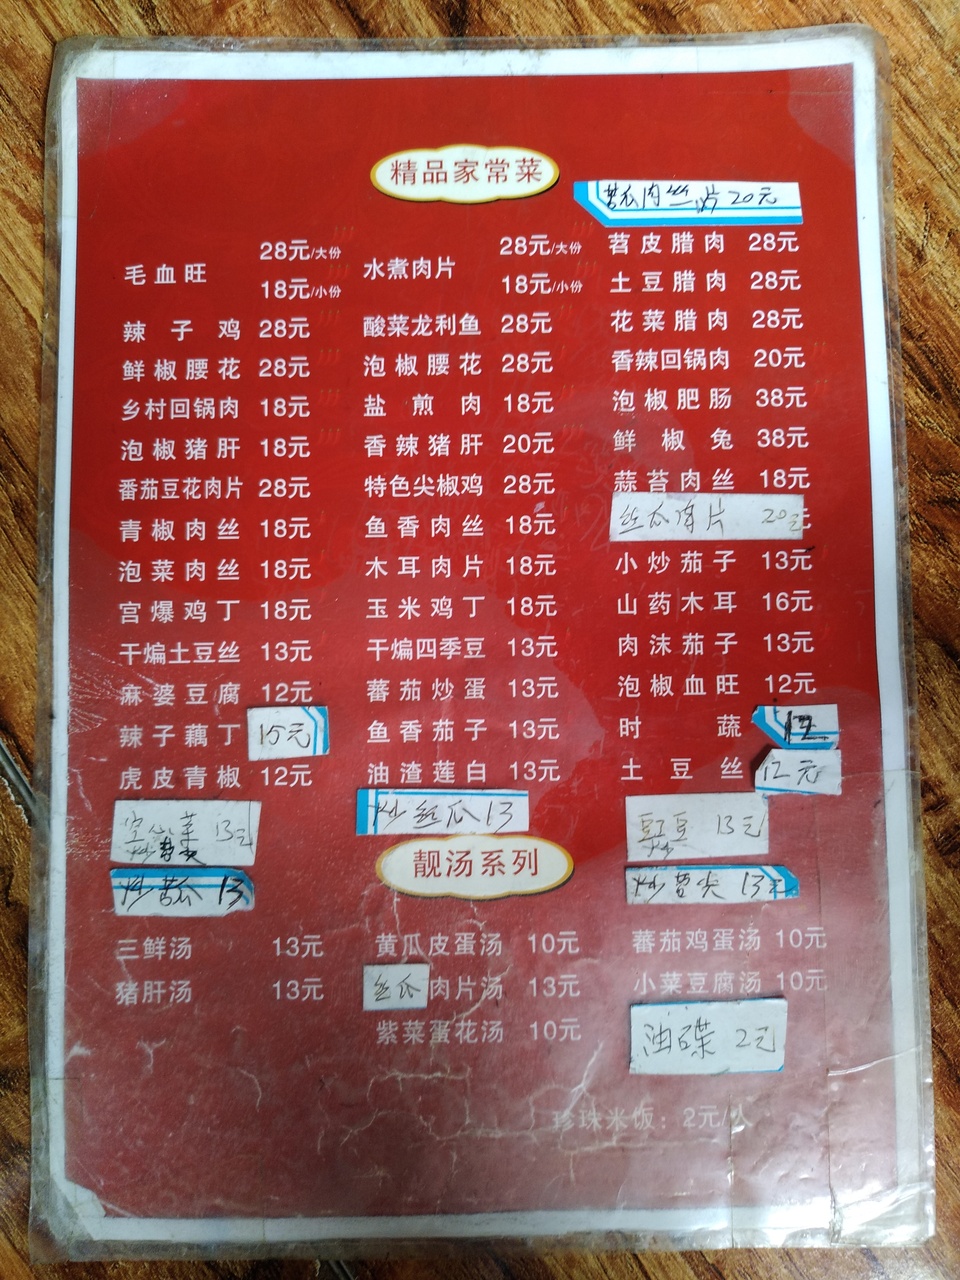 精品家常菜
苦瓜肉丝 片 20元
毛血旺 28元/大份
18元/小份
辣子鸡 28元
鲜椒腰花 28元
乡村回锅肉 18元
泡椒猪肝 18元
番茄豆花肉片 28元
青椒肉丝 18元
泡菜肉丝 18元
宫爆鸡丁 18元
干煸土豆丝 13元
麻婆豆腐 12元
辣子藕丁 15元
虎皮青椒 12元
空心菜 13元
炒苦瓜 13
水煮肉片 28元/大份
18元/小份
酸菜龙利鱼 28元
泡椒腰花 28元
盐煎肉 18元
香辣猪肝 20元
特色尖椒鸡 28元
鱼香肉丝 18元
木耳肉片 18元
玉米鸡丁 18元
干煸四季豆 13元
蕃茄炒蛋 13元
鱼香茄子 13元
油渣莲白 13元
炒丝瓜 13
苕皮腊肉 28元
土豆腊肉 28元
花菜腊肉 28元
香辣回锅肉 20元
泡椒肥肠 38元
鲜椒兔 38元
蒜苔肉丝 18元
丝瓜肉片 20元
小炒茄子 13元
山药木耳 16元
肉沫茄子 13元
泡椒血旺 12元
时蔬 12
土豆丝 12元
豇豆 13元
炒
炒苕尖 13元
靓汤系列
三鲜汤 13元
猪肝汤 13元
黄瓜皮蛋汤 10元
丝瓜肉片汤 13元
紫菜蛋花汤 10元
蕃茄鸡蛋汤 10元
小菜豆腐汤 10元
油碟 2元
珍珠米饭：2元/人